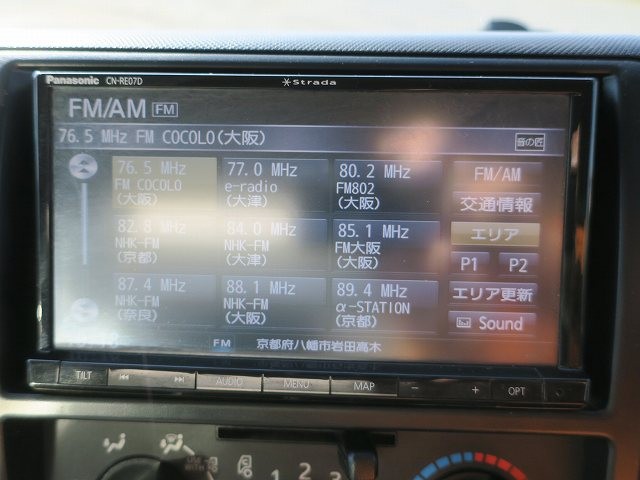 Panasonic CN-RE07D
Strada
FM/AM FM
76.5 MHz FM COCOLO(大阪)
音の匠
76.5 MHz
FM COCOLO
(大阪)
77.0 MHz
e-radio
(大津)
80.2 MHz
FM802
(大阪)
FM/AM
交通情報
82.8 MHz
NHK-FM
(京都)
84.0 MHz
NHK-FM
(大津)
85.1 MHz
FM大阪
(大阪)
エリア
P1 P2
87.4 MHz
NHK-FM
(奈良)
88.1 MHz
NHK-FM
(大阪)
89.4 MHz
α-STATION
(京都)
エリア更新
Sound
FM 京都府八幡市岩田高木
TILT AUDIO MENU MAP - + OPT
1 2 3